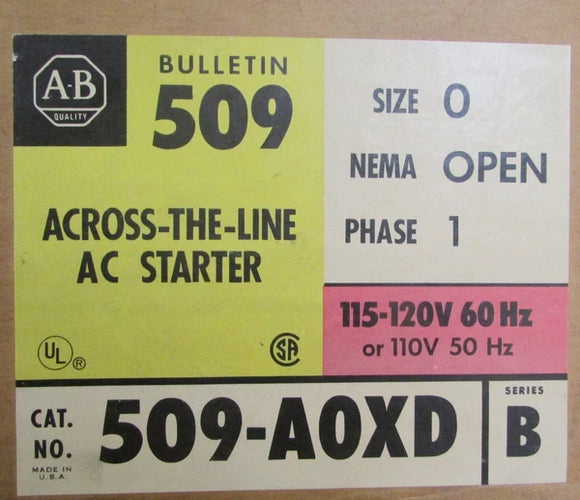 A-B
QUALITY
BULLETIN
509
ACROSS-THE-LINE
AC STARTER
UL ®
SA
SIZE 0
NEMA OPEN
PHASE 1
115-120V 60 Hz
or 110V 50 Hz
CAT.
NO.
MADE IN
U.S.A.
509-A0XD
SERIES
B